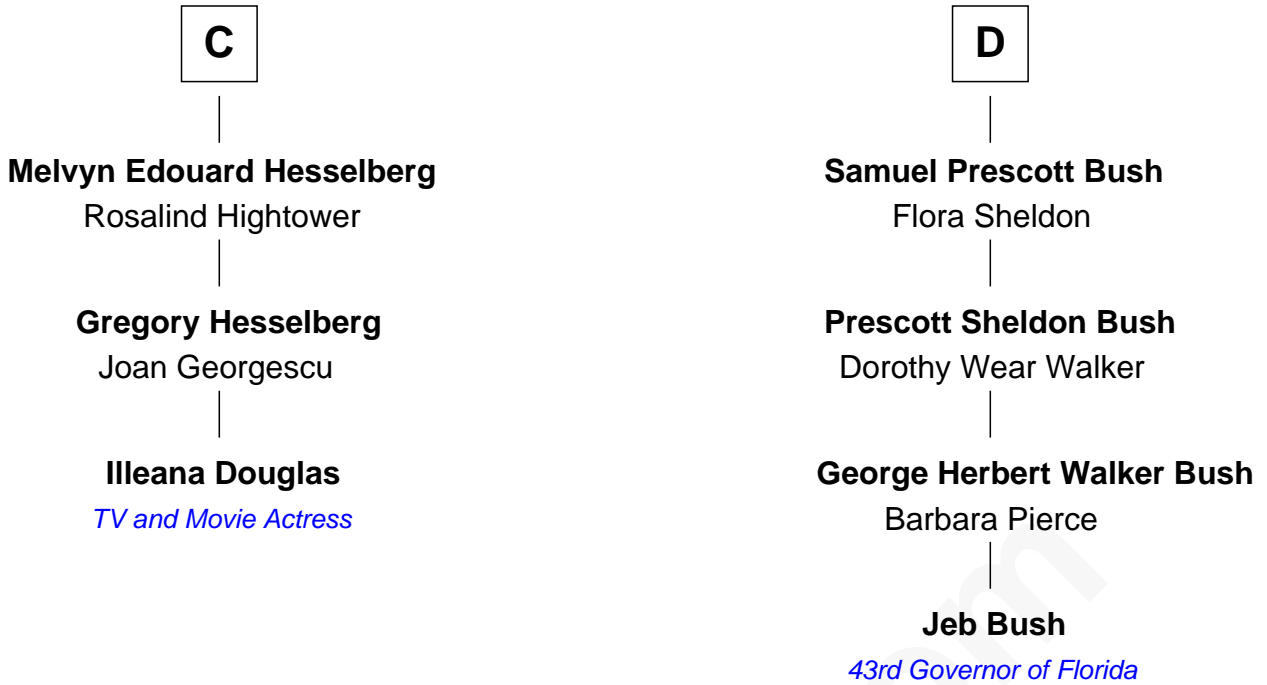 C
Melvyn Edouard Hesselberg
Rosalind Hightower
Gregory Hesselberg
Joan Georgescu
Illeana Douglas
TV and Movie Actress
D
Samuel Prescott Bush
Flora Sheldon
Prescott Sheldon Bush
Dorothy Wear Walker
George Herbert Walker Bush
Barbara Pierce
Jeb Bush
43rd Governor of Florida